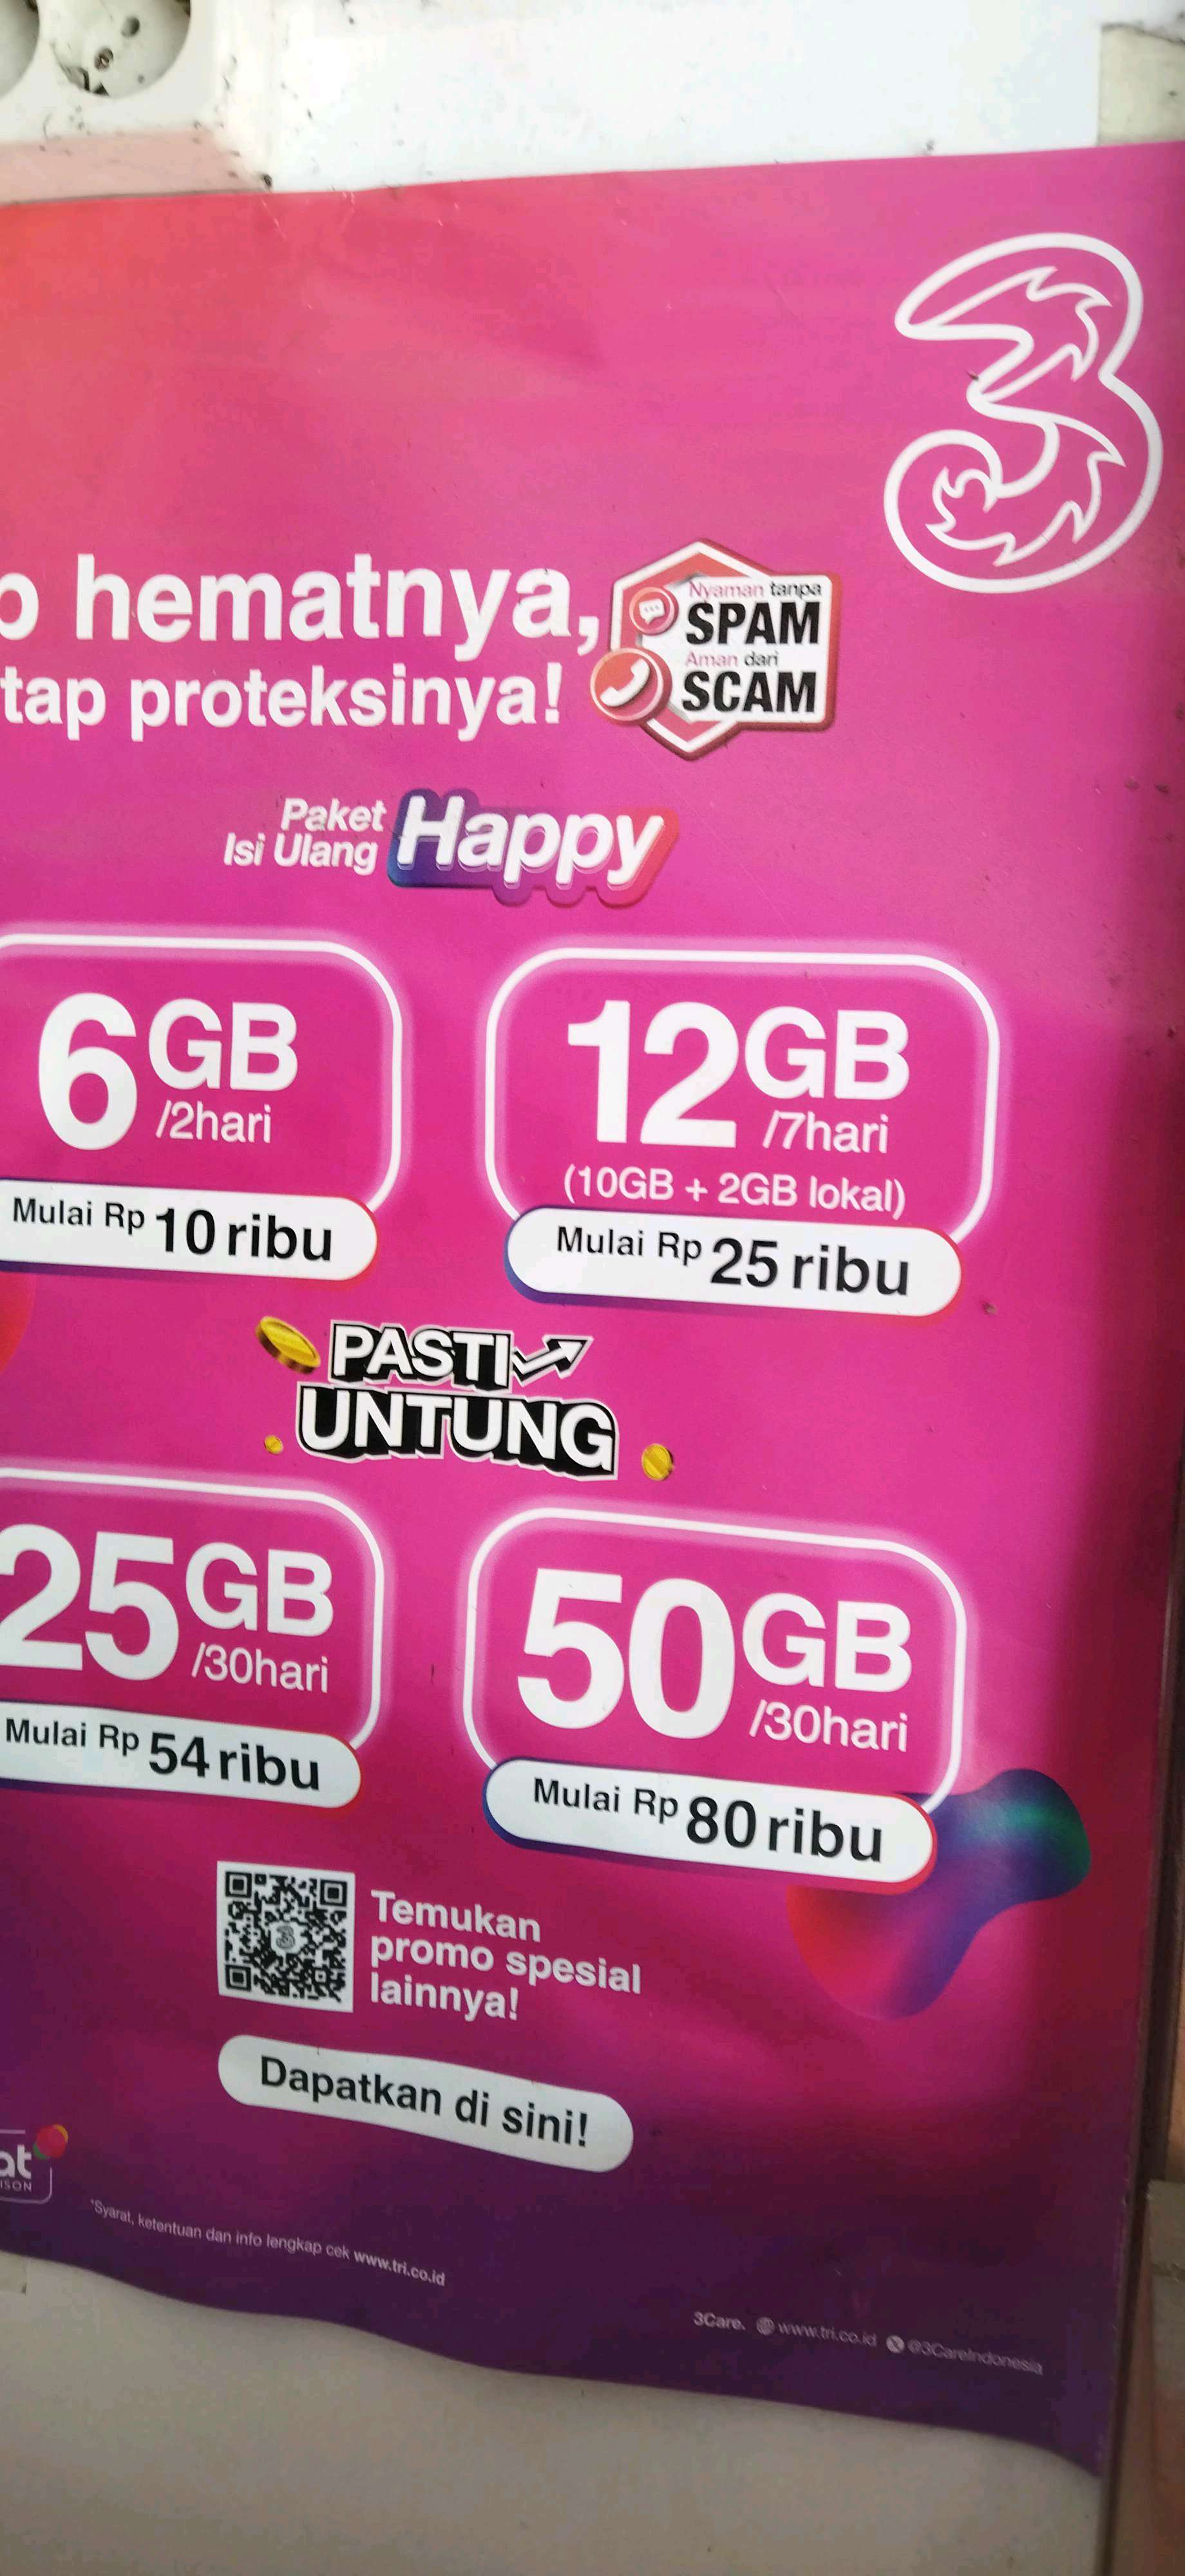 hematnya,
tap proteksinya!
Nyaman tanpa
SPAM
Aman dari
SCAM
3
Paket
Isi Ulang
Happy
6GB
/2hari
Mulai Rp 10 ribu
12GB
/7hari
(10GB + 2GB lokal)
Mulai Rp 25 ribu
PASTI
UNTUNG
25GB
/30hari
Mulai Rp 54 ribu
50GB
/30hari
Mulai Rp 80 ribu
Temukan
promo spesial
lainnya!
Dapatkan di sini!
at
*Syarat, ketentuan dan info lengkap cek www.tri.co.id
3Care. www.tri.co.id @3CareIndonesia